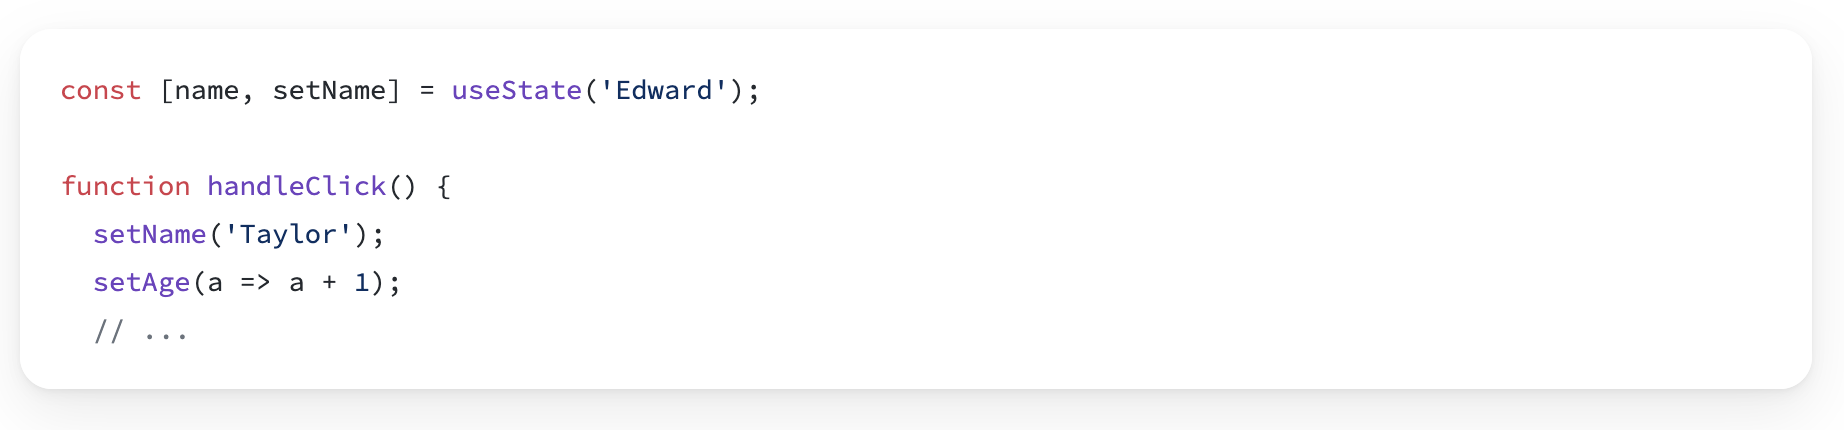 const [name, setName] = useState('Edward');
function handleClick() {
setName('Taylor');
setAge(a => a + 1);
// ...